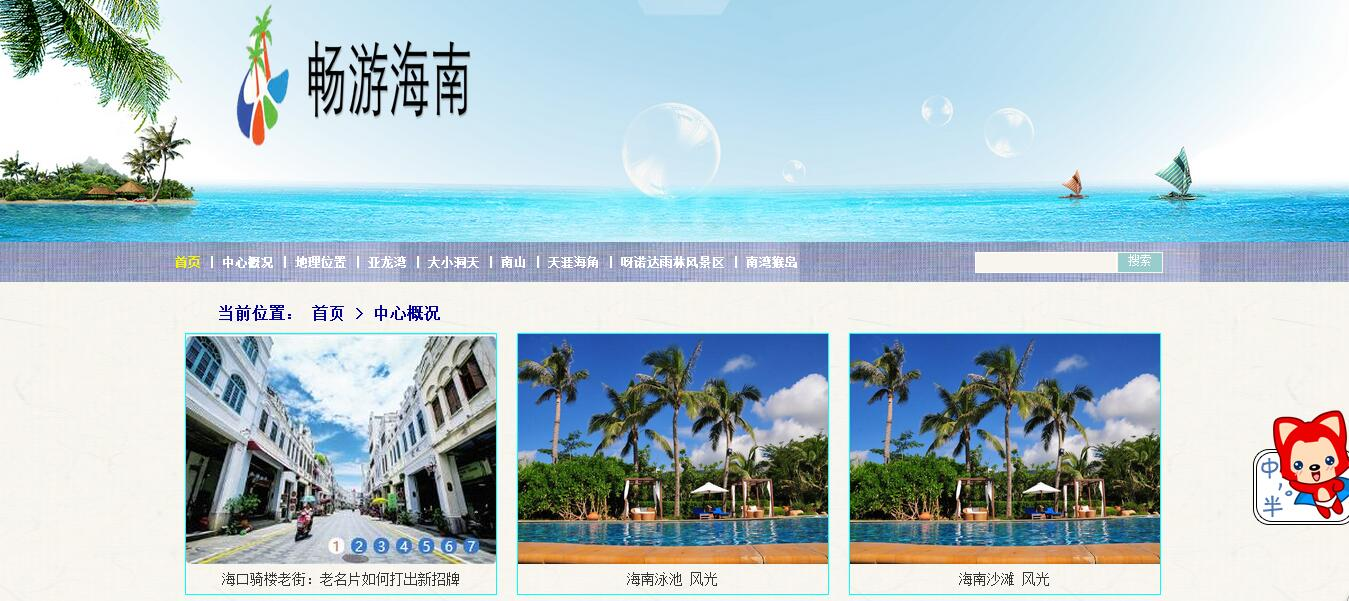 畅游海南
首页 | 中心概况 | 地理位置 | 亚龙湾 | 大小洞天 | 南山 | 天涯海角 | 呀诺达雨林风景区 | 南湾猴岛
搜索
当前位置： 首页 > 中心概况
1 2 3 4 5 6 7
海口骑楼老街：老名片如何打出新招牌
海南泳池 风光
海南沙滩 风光
中
半